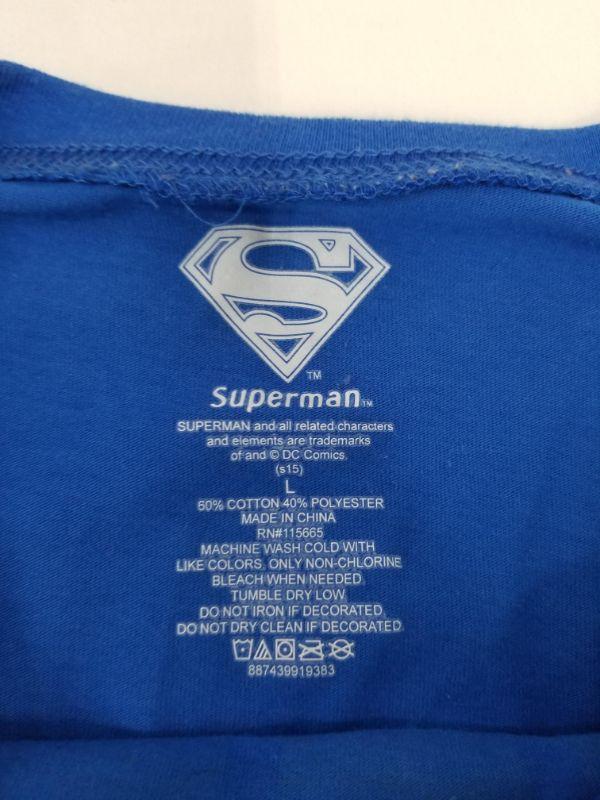 S
TM
Superman TM
SUPERMAN and all related characters
and elements are trademarks
of and © DC Comics.
(s15)
L
60% COTTON 40% POLYESTER
MADE IN CHINA
RN#115665
MACHINE WASH COLD WITH
LIKE COLORS. ONLY NON-CHLORINE
BLEACH WHEN NEEDED.
TUMBLE DRY LOW.
DO NOT IRON IF DECORATED.
DO NOT DRY CLEAN IF DECORATED.
887439919383